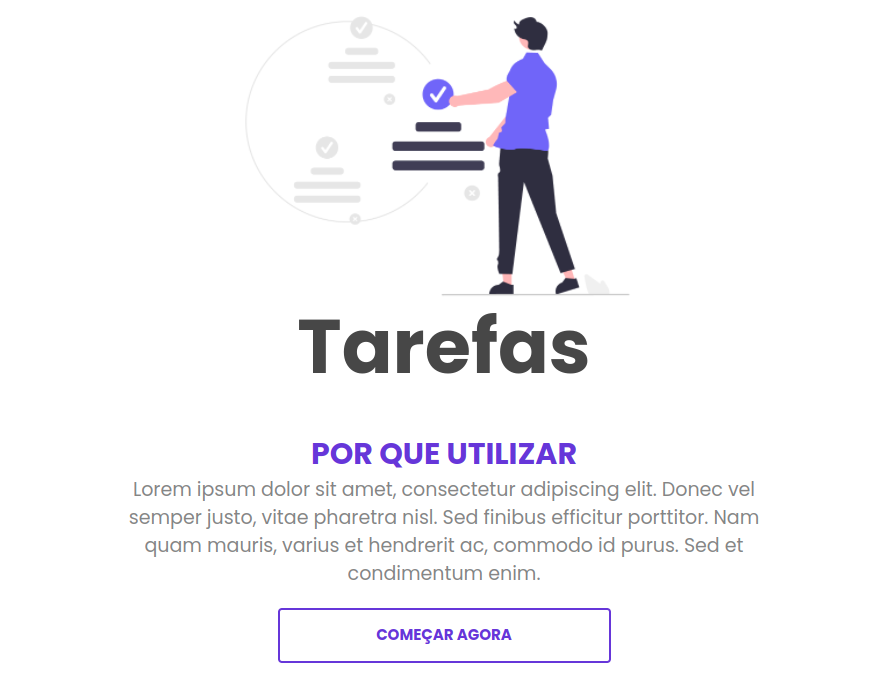 Tarefas
POR QUE UTILIZAR
Lorem ipsum dolor sit amet, consectetur adipiscing elit. Donec vel
semper justo, vitae pharetra nisl. Sed finibus efficitur porttitor. Nam
quam mauris, varius et hendrerit ac, commodo id purus. Sed et
condimentum enim.
COMEÇAR AGORA